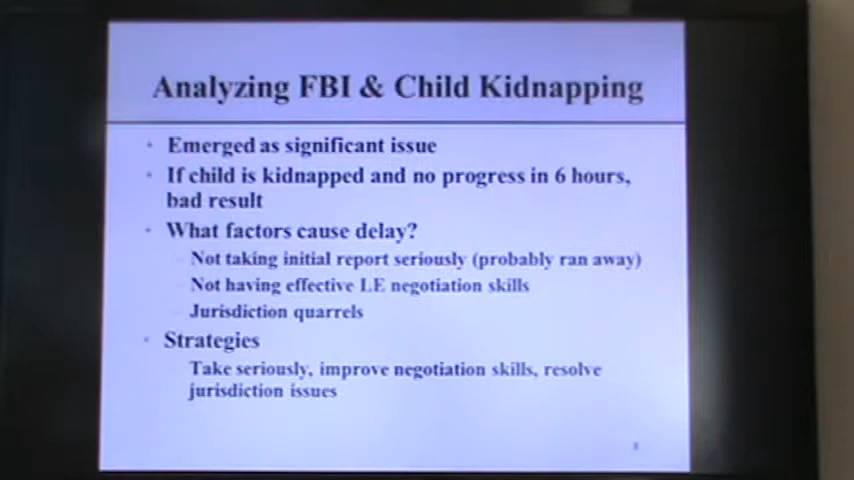 Analyzing FBI & Child Kidnapping
Emerged as significant issue
If child is kidnapped and no progress in 6 hours,
bad result
What factors cause delay?
Not taking initial report seriously (probably ran away)
Not having effective LE negotiation skills
Jurisdiction quarrels
Strategies
Take seriously, improve negotiation skills, resolve
jurisdiction issues